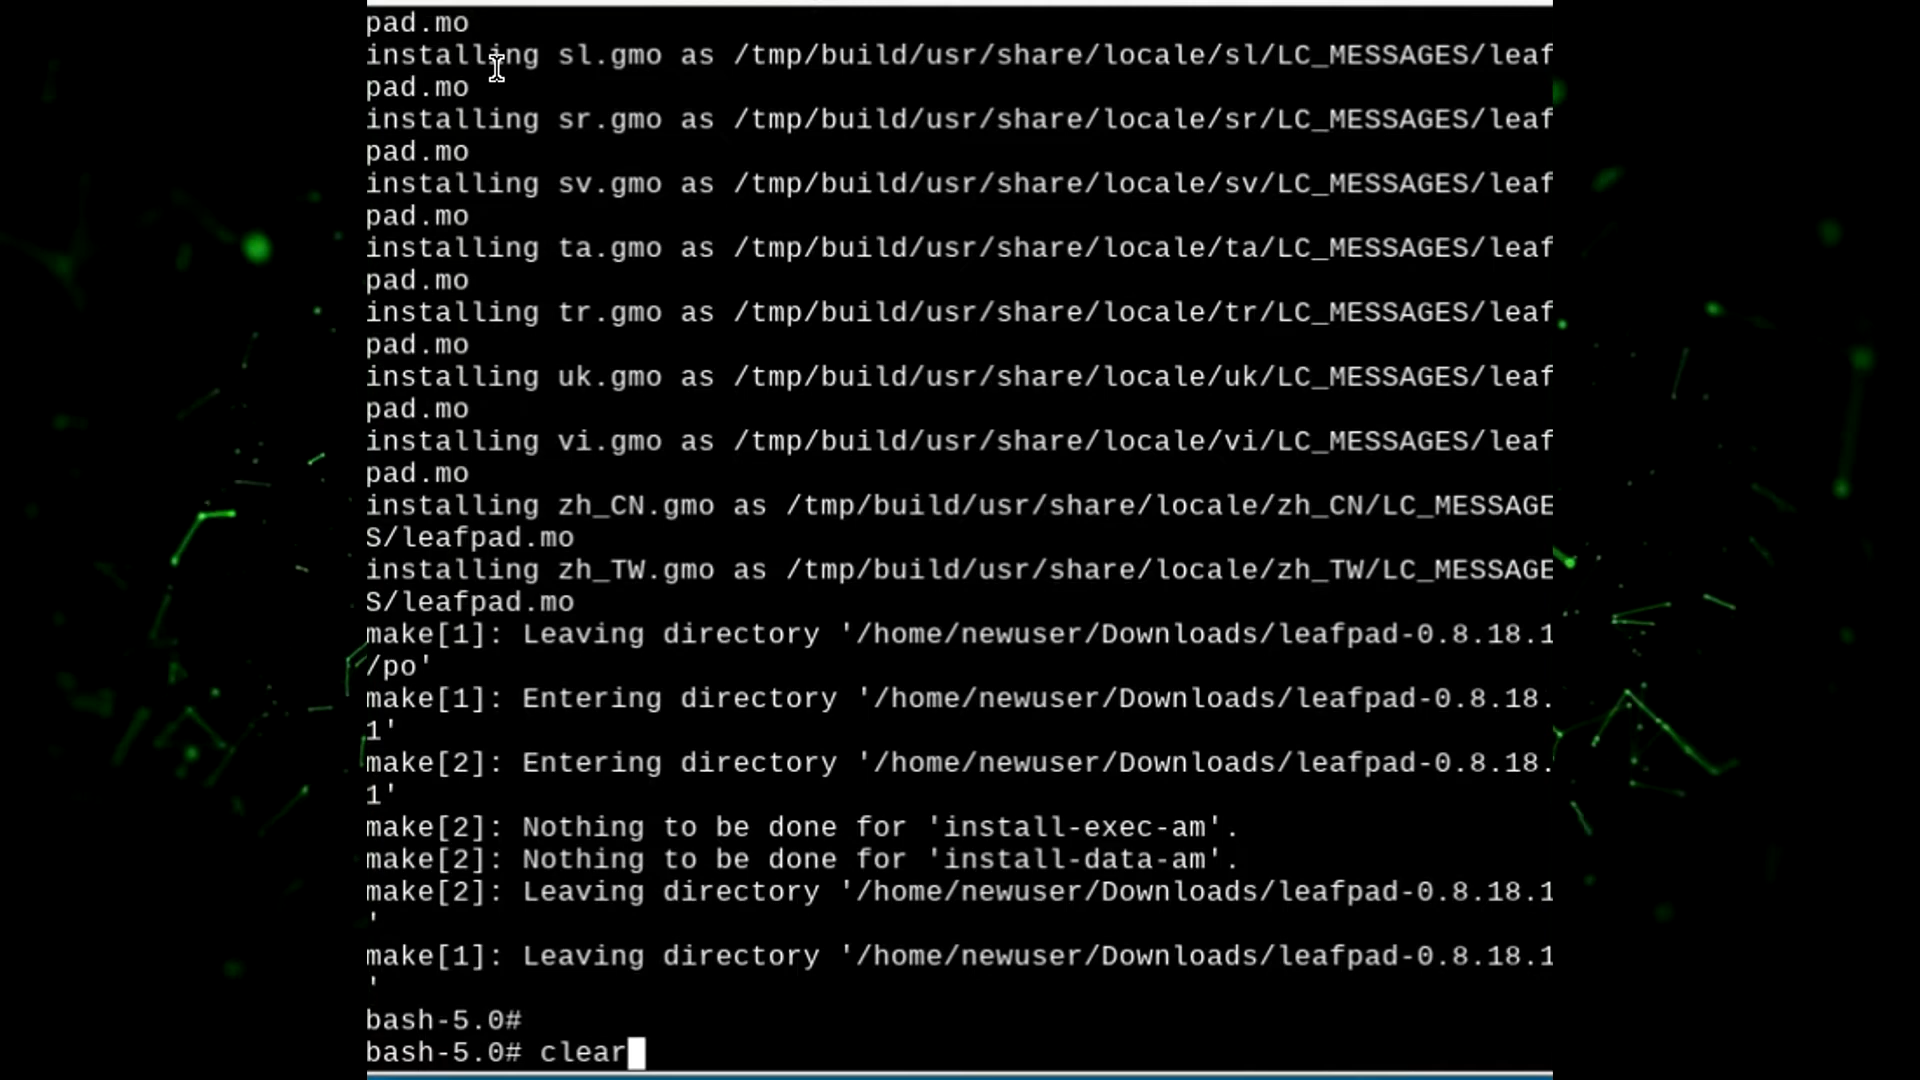 pad.mo
installing sl.gmo as /tmp/build/usr/share/locale/sl/LC_MESSAGES/leaf
pad.mo
installing sr.gmo as /tmp/build/usr/share/locale/sr/LC_MESSAGES/leaf
pad.mo
installing sv.gmo as /tmp/build/usr/share/locale/sv/LC_MESSAGES/leaf
pad.mo
installing ta.gmo as /tmp/build/usr/share/locale/ta/LC_MESSAGES/leaf
pad.mo
installing tr.gmo as /tmp/build/usr/share/locale/tr/LC_MESSAGES/leaf
pad.mo
installing uk.gmo as /tmp/build/usr/share/locale/uk/LC_MESSAGES/leaf
pad.mo
installing vi.gmo as /tmp/build/usr/share/locale/vi/LC_MESSAGES/leaf
pad.mo
installing zh_CN.gmo as /tmp/build/usr/share/locale/zh_CN/LC_MESSAGE
S/leafpad.mo
installing zh_TW.gmo as /tmp/build/usr/share/locale/zh_TW/LC_MESSAGE
S/leafpad.mo
make[1]: Leaving directory '/home/newuser/Downloads/leafpad-0.8.18.1
/po'
make[1]: Entering directory '/home/newuser/Downloads/leafpad-0.8.18.
1'
make[2]: Entering directory '/home/newuser/Downloads/leafpad-0.8.18.
1'
make[2]: Nothing to be done for 'install-exec-am'.
make[2]: Nothing to be done for 'install-data-am'.
make[2]: Leaving directory '/home/newuser/Downloads/leafpad-0.8.18.1
'
make[1]: Leaving directory '/home/newuser/Downloads/leafpad-0.8.18.1
'
bash-5.0#
bash-5.0# clear